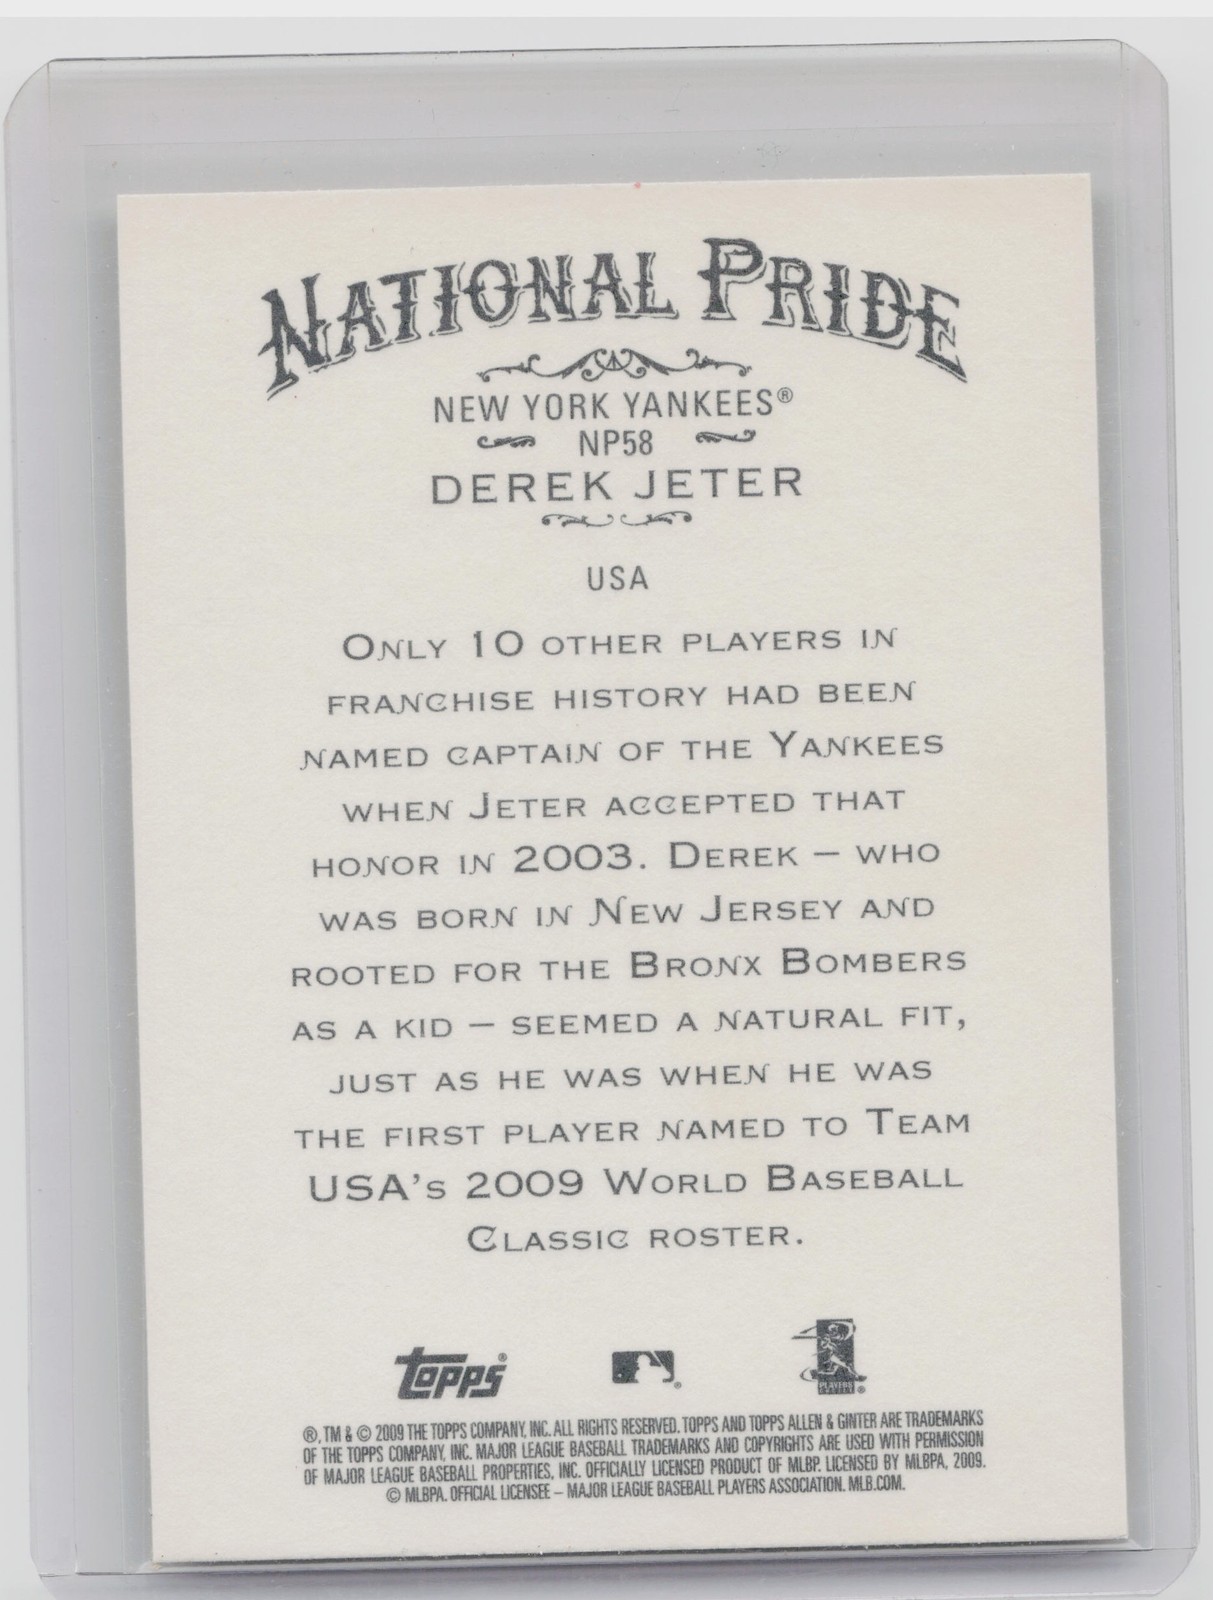 NATIONAL PRIDE
NEW YORK YANKEES®
NP58
DEREK JETER
USA
ONLY 10 OTHER PLAYERS IN
FRANCHISE HISTORY HAD BEEN
NAMED CAPTAIN OF THE YANKEES
WHEN JETER ACCEPTED THAT
HONOR IN 2003. DEREK – WHO
WAS BORN IN NEW JERSEY AND
ROOTED FOR THE BRONX BOMBERS
AS A KID – SEEMED A NATURAL FIT,
JUST AS HE WAS WHEN HE WAS
THE FIRST PLAYER NAMED TO TEAM
USA'S 2009 WORLD BASEBALL
CLASSIC ROSTER.
Topps®
®
PLAYERS
CHOICE®
®, TM & © 2009 THE TOPPS COMPANY, INC. ALL RIGHTS RESERVED. TOPPS AND TOPPS ALLEN & GINTER ARE TRADEMARKS
OF THE TOPPS COMPANY, INC. MAJOR LEAGUE BASEBALL TRADEMARKS AND COPYRIGHTS ARE USED WITH PERMISSION
OF MAJOR LEAGUE BASEBALL PROPERTIES, INC. OFFICIALLY LICENSED PRODUCT OF MLBP. LICENSED BY MLBPA, 2009.
© MLBPA. OFFICIAL LICENSEE – MAJOR LEAGUE BASEBALL PLAYERS ASSOCIATION. MLB.COM.